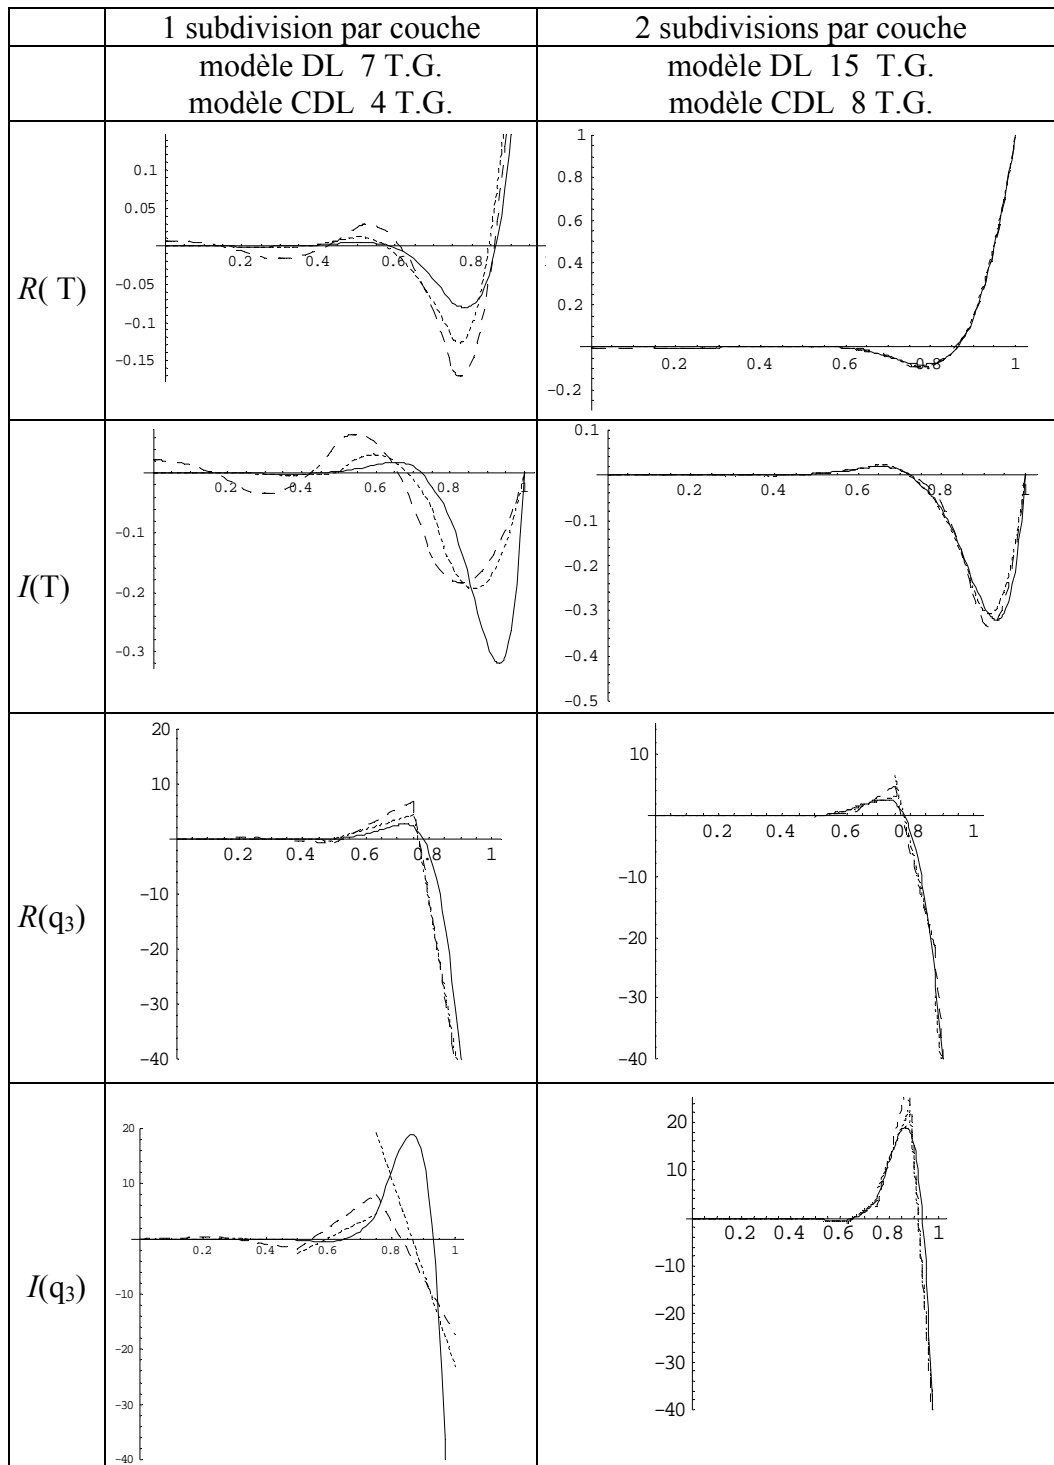 1 subdivision par couche
2 subdivisions par couche
modèle DL 7 T.G.
modèle CDL 4 T.G.
modèle DL 15 T.G.
modèle CDL 8 T.G.
R( T)
0.1
0.05
-0.05
-0.1
-0.15
0.2 0.4 0.6 0.8
1
0.8
0.6
0.4
0.2
-0.2
0.2 0.4 0.6 0.8 1
I(T)
-0.1
-0.2
-0.3
0.2 0.4 0.6 0.8 1
0.1
-0.1
-0.2
-0.3
-0.4
-0.5
0.2 0.4 0.6 0.8 1
R(q3)
20
10
-10
-20
-30
-40
0.2 0.4 0.6 0.8 1
10
-10
-20
-30
-40
0.2 0.4 0.6 0.8 1
I(q3)
20
10
-10
-20
-30
-40
0.2 0.4 0.6 0.8 1
20
10
-10
-20
-30
-40
0.2 0.4 0.6 0.8 1